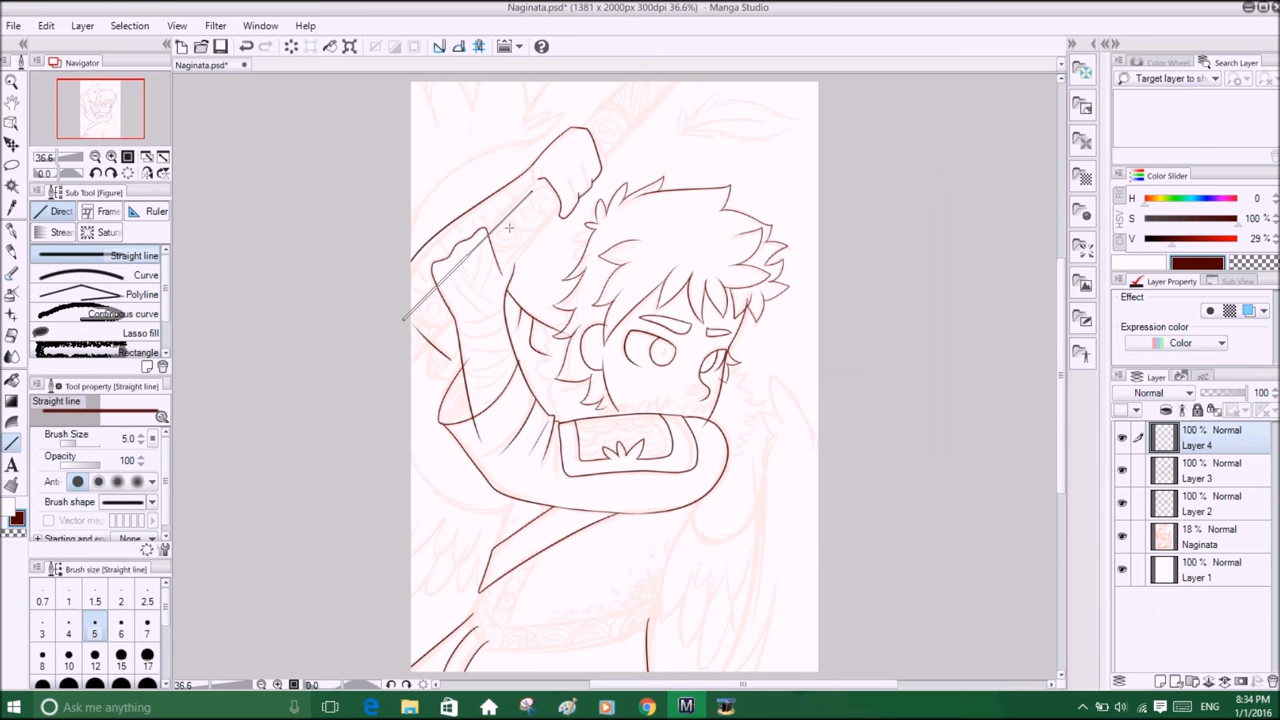 Naginata.psd* (1381 x 2000px 300dpi 36.6%) - Manga Studio
File Edit Layer Selection View Filter Window Help
Naginata.psd*
Navigator
36.6
0.0
Sub Tool [Figure]
Direct Frame Ruler
Strea Satur
Straight line
Curve
Polyline
Continuous curve
Lasso fill
Rectangle
Tool property [Straight line]
Straight line
Brush Size 5.0
Opacity 100
Anti-
Brush shape
Vector ma
Starting and en None
Brush size [Straight line]
0.7 1 1.5 2 2.5
3 4 5 6 7
8 10 12 15 17
36.6 0.0
Color Wheel Search Layer
Target layer to s
Color Slider
H 0
S 100 %
V 29 %
Layer Property Sub View
Effect
Expression color
Color
Layer
Normal 100
100 % Normal
Layer 4
100 % Normal
Layer 3
100 % Normal
Layer 2
18 % Normal
Naginata
100 % Normal
Layer 1
Ask me anything
ENG
8:34 PM
1/1/2016